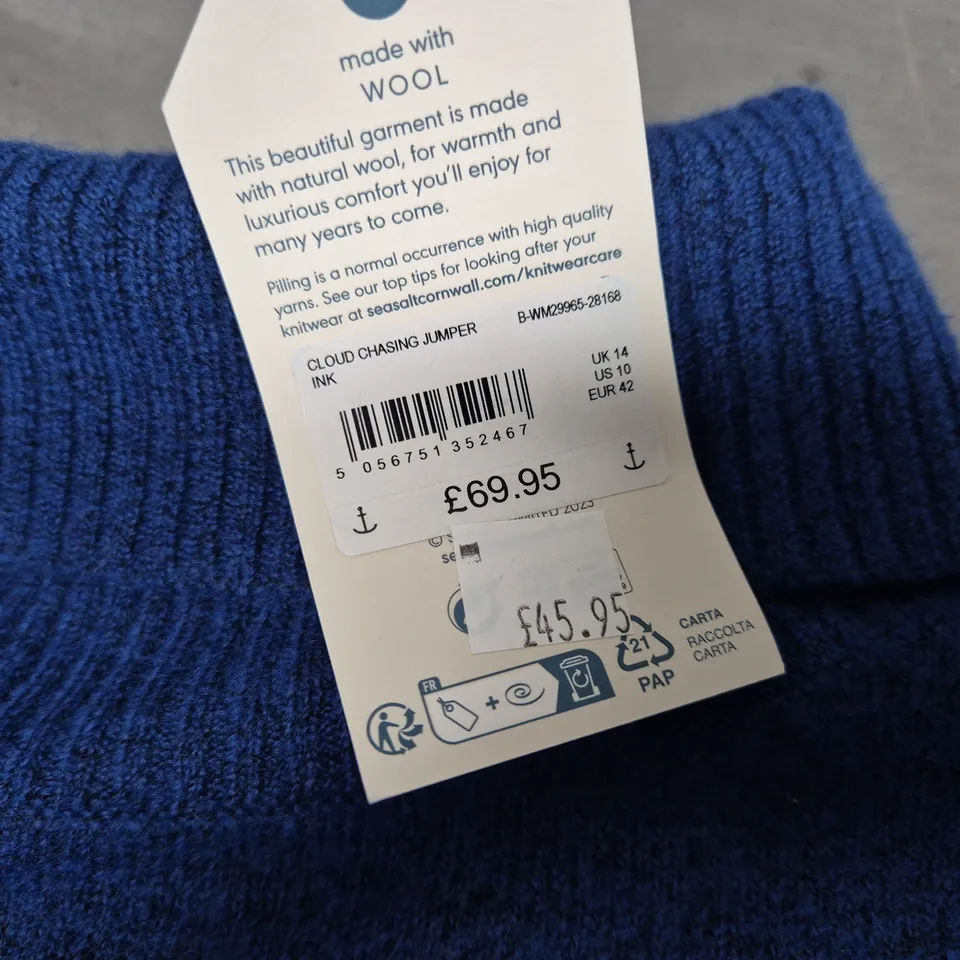 made with
WOOL
This beautiful garment is made
with natural wool, for warmth and
luxurious comfort you'll enjoy for
many years to come.
Pilling is a normal occurrence with high quality
yarns. See our top tips for looking after your
knitwear at seasaltcornwall.com/knitwearcare
CLOUD CHASING JUMPER
B-WM29965-28168
INK
UK 14
US 10
EUR 42
5 056751 352467
£69.95
£45.95
FR
+
21
PAP
CARTA
RACCOLTA
CARTA